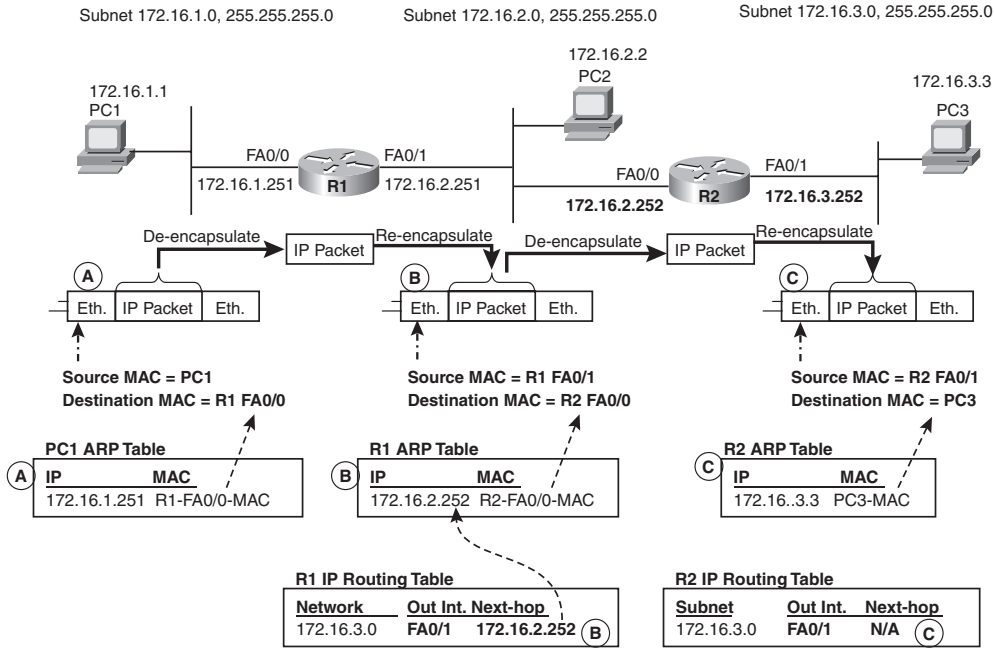 Subnet 172.16.1.0, 255.255.255.0
Subnet 172.16.2.0, 255.255.255.0
Subnet 172.16.3.0, 255.255.255.0
172.16.1.1
PC1
172.16.2.2
PC2
172.16.3.3
PC3
FA0/0
172.16.1.251
R1
FA0/1
172.16.2.251
FA0/0
172.16.2.252
R2
FA0/1
172.16.3.252
De-encapsulate
IP Packet
Re-encapsulate
De-encapsulate
IP Packet
Re-encapsulate
A
Eth. IP Packet Eth.
B
Eth. IP Packet Eth.
C
Eth. IP Packet Eth.
Source MAC = PC1
Destination MAC = R1 FA0/0
Source MAC = R1 FA0/1
Destination MAC = R2 FA0/0
Source MAC = R2 FA0/1
Destination MAC = PC3
PC1 ARP Table
A
IP MAC
172.16.1.251 R1-FA0/0-MAC
R1 ARP Table
B
IP MAC
172.16.2.252 R2-FA0/0-MAC
R2 ARP Table
C
IP MAC
172.16..3.3 PC3-MAC
R1 IP Routing Table
Network Out Int. Next-hop
172.16.3.0 FA0/1 172.16.2.252 B
R2 IP Routing Table
Subnet Out Int. Next-hop
172.16.3.0 FA0/1 N/A C